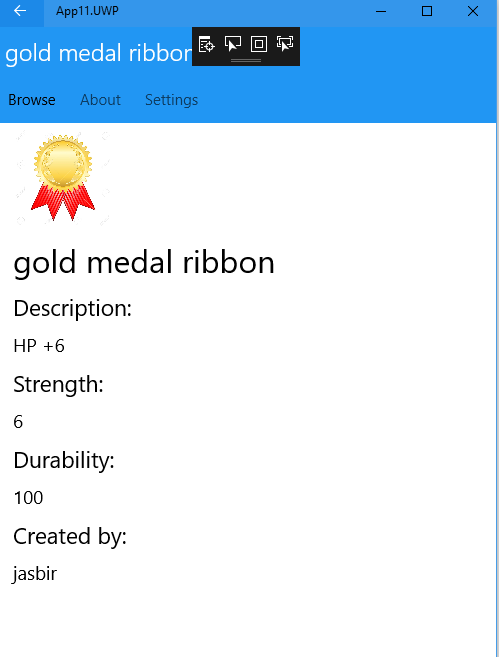 App11.UWP
gold medal ribbon
Browse About Settings
gold medal ribbon
Description:
HP +6
Strength:
6
Durability:
100
Created by:
jasbir